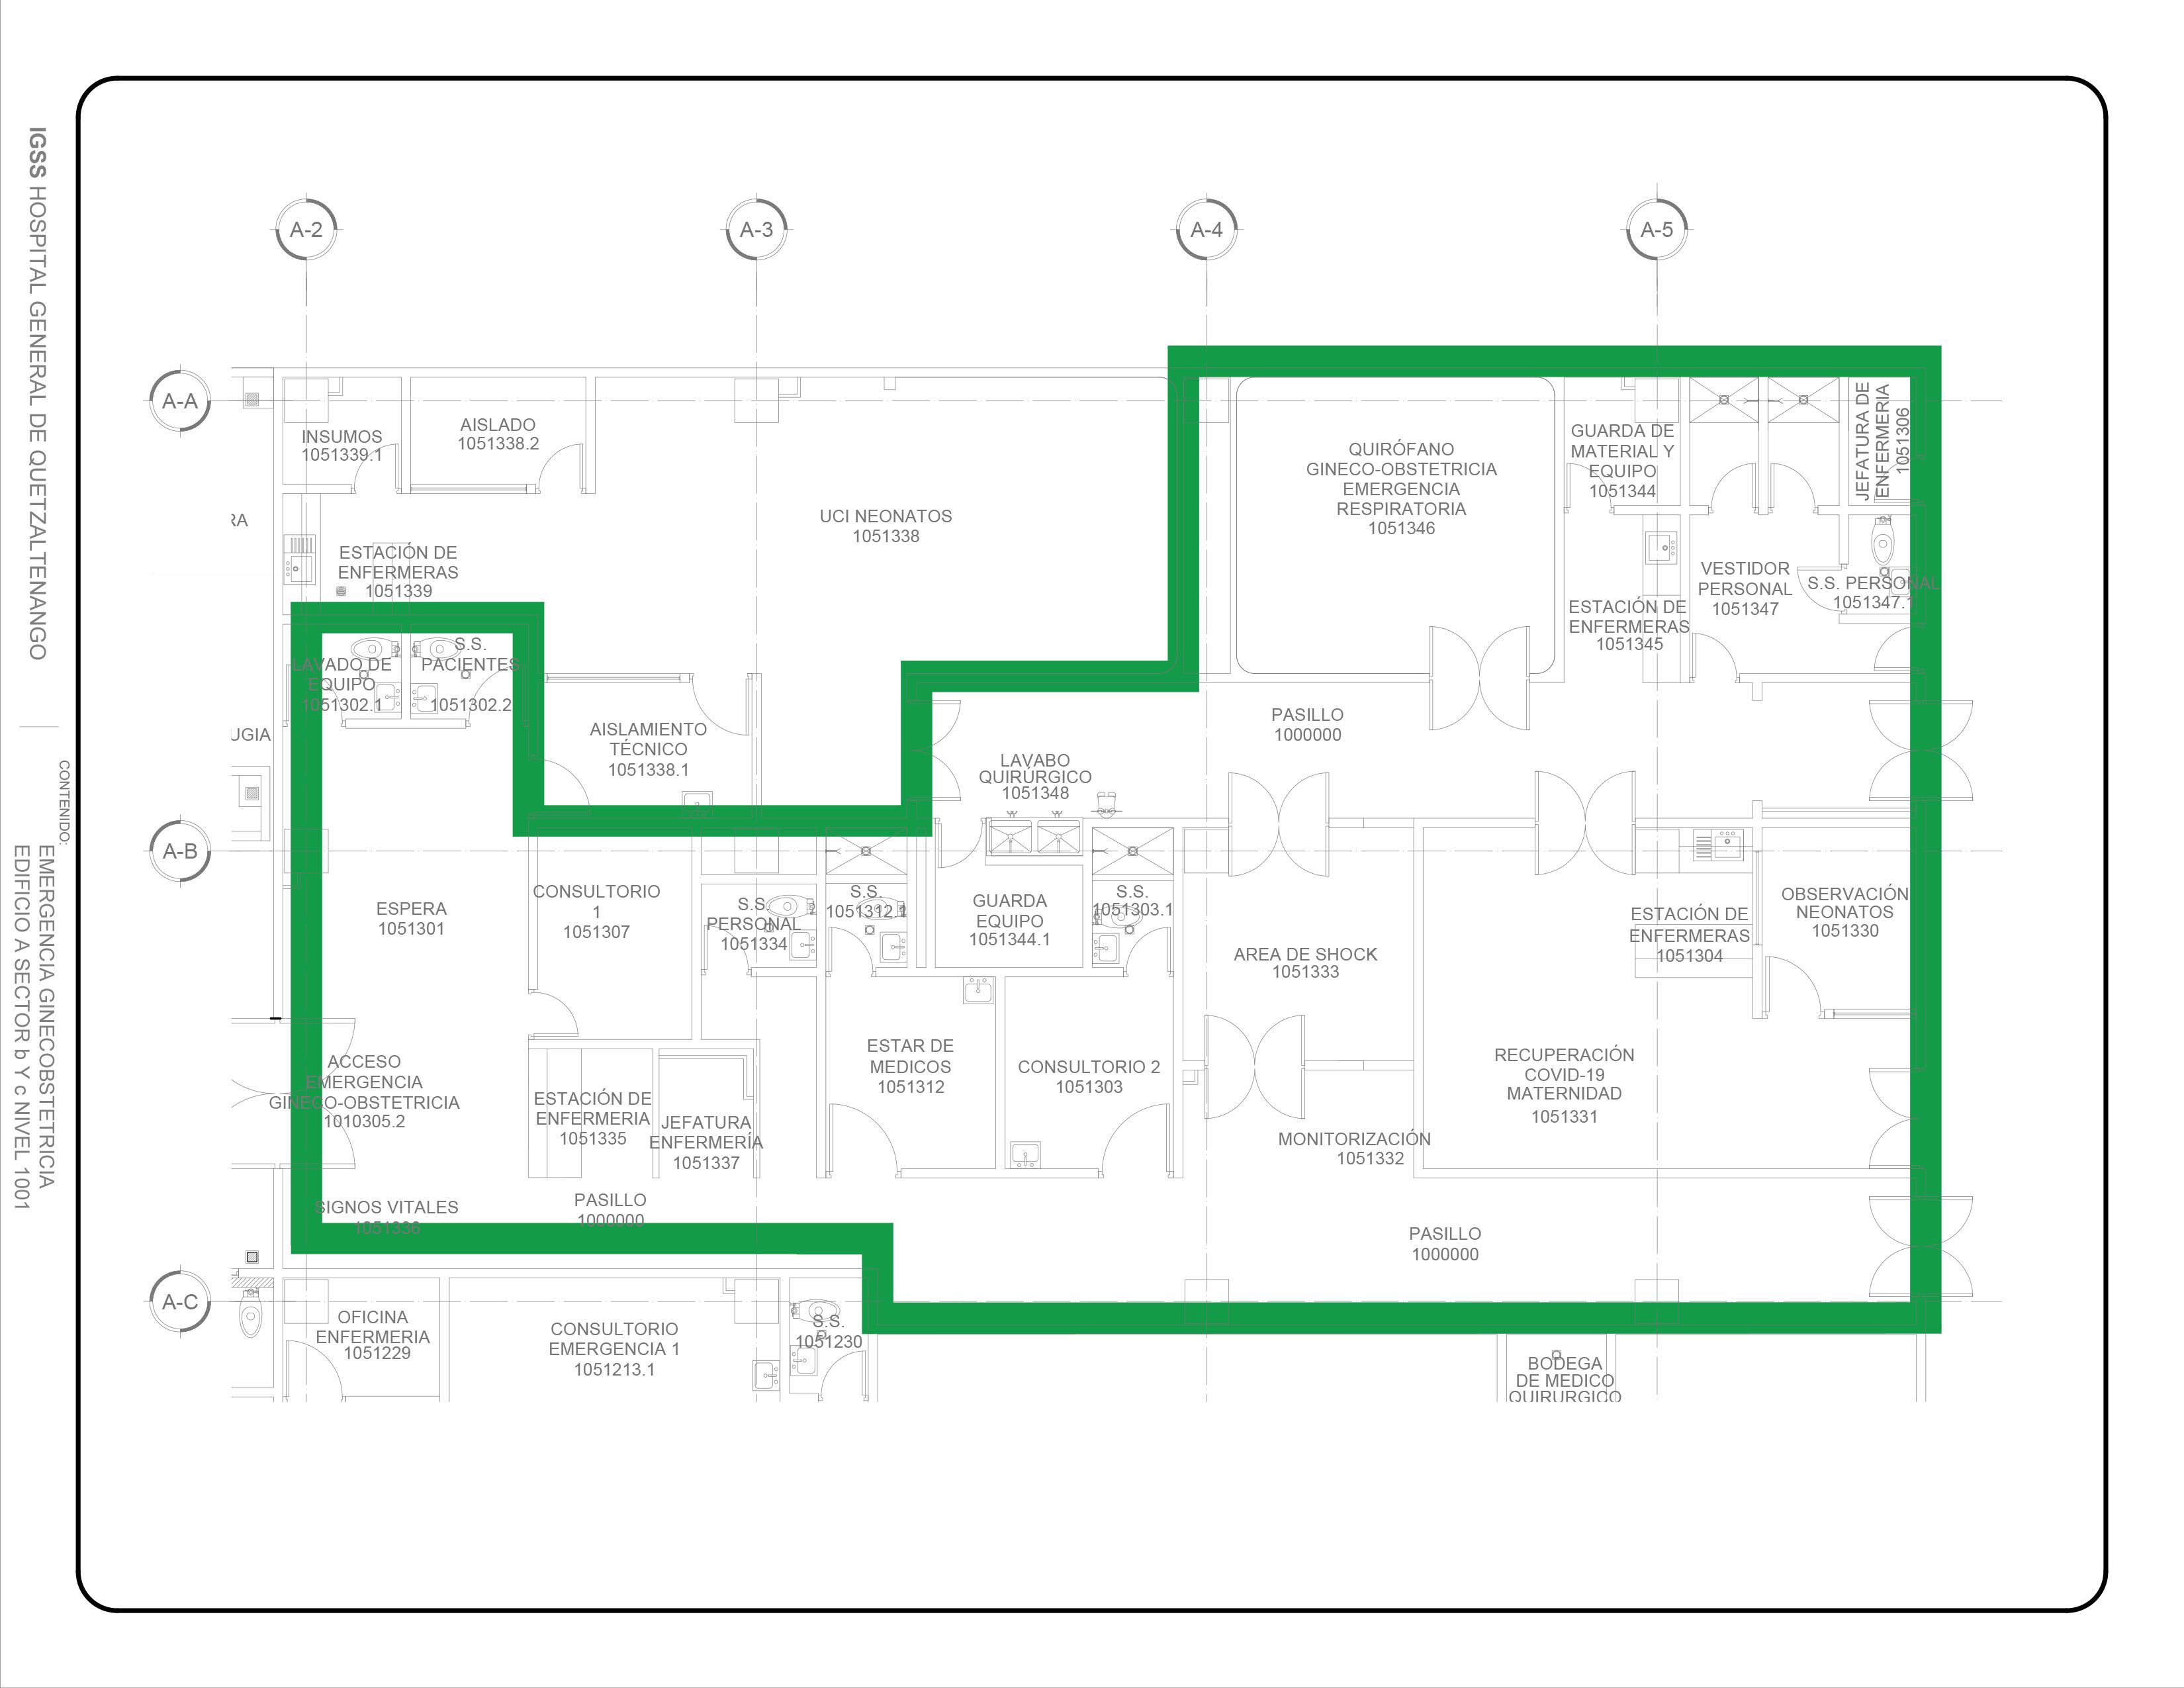 IGSS HOSPITAL GENERAL DE QUETZALTENANGO
CONTENIDO:
EMERGENCIA GINECOBSTETRICIA
EDIFICIO A SECTOR b Y c NIVEL 1001
A-2
A-3
A-4
A-5
A-A
A-B
A-C
INSUMOS
1051339.1
AISLADO
1051338.2
RA
UCI NEONATOS
1051338
ESTACIÓN DE
ENFERMERAS
1051339
QUIRÓFANO
GINECO-OBSTETRICIA
EMERGENCIA
RESPIRATORIA
1051346
GUARDA DE
MATERIAL Y
EQUIPO
1051344
JEFATURA DE
ENFERMERIA
1051306
VESTIDOR
PERSONAL
1051347
S.S. PERSONAL
1051347.1
ESTACIÓN DE
ENFERMERAS
1051345
LAVADO DE
EQUIPO
1051302.1
S.S.
PACIENTES
1051302.2
UGIA
AISLAMIENTO
TÉCNICO
1051338.1
PASILLO
1000000
LAVABO
QUIRÚRGICO
1051348
ESPERA
1051301
CONSULTORIO
1
1051307
S.S.
PERSONAL
1051334
S.S.
1051312.1
GUARDA
EQUIPO
1051344.1
S.S.
1051303.1
AREA DE SHOCK
1051333
ESTACIÓN DE
ENFERMERAS
1051304
OBSERVACIÓN
NEONATOS
1051330
ACCESO
EMERGENCIA
GINECO-OBSTETRICIA
1010305.2
ESTACIÓN DE
ENFERMERIA
1051335
JEFATURA
ENFERMERÍA
1051337
ESTAR DE
MEDICOS
1051312
CONSULTORIO 2
1051303
RECUPERACIÓN
COVID-19
MATERNIDAD
1051331
MONITORIZACIÓN
1051332
SIGNOS VITALES
1051336
PASILLO
1000000
PASILLO
1000000
OFICINA
ENFERMERIA
1051229
CONSULTORIO
EMERGENCIA 1
1051213.1
S.S.
1051230
BODEGA
DE MEDICO
QUIRURGICO